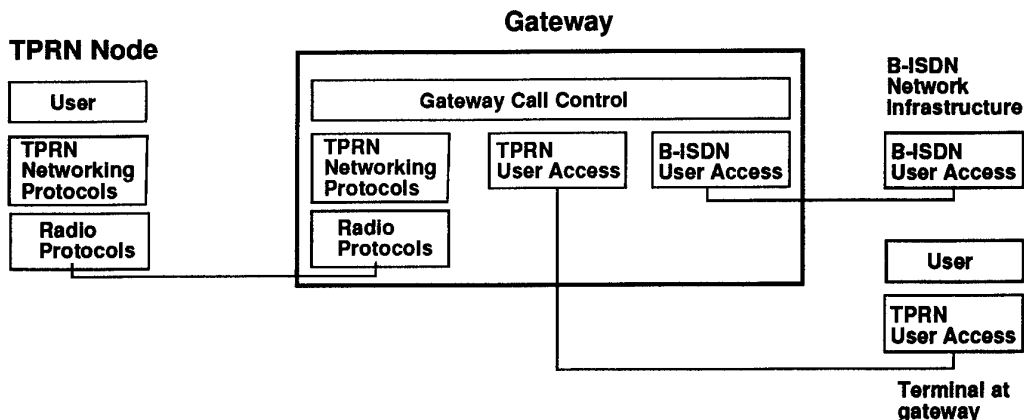 Gateway
TPRN Node
User
TPRN
Networking
Protocols
Radio
Protocols
Gateway Call Control
TPRN
Networking
Protocols
Radio
Protocols
TPRN
User Access
B-ISDN
User Access
B-ISDN
Network
Infrastructure
B-ISDN
User Access
User
TPRN
User Access
Terminal at
gateway